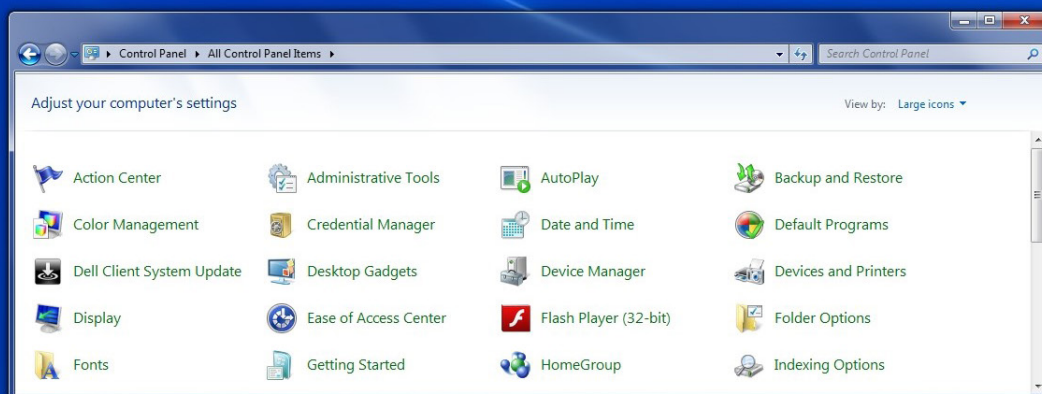 Control Panel All Control Panel Items
Search Control Panel
Adjust your computer's settings
View by: Large icons
Action Center Administrative Tools AutoPlay Backup and Restore
Color Management Credential Manager Date and Time Default Programs
Dell Client System Update Desktop Gadgets Device Manager Devices and Printers
Display Ease of Access Center Flash Player (32-bit) Folder Options
Fonts Getting Started HomeGroup Indexing Options